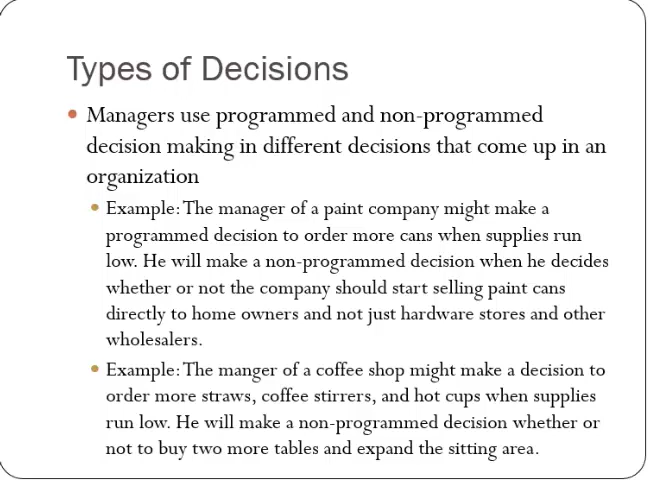 Types of Decisions
Managers use programmed and non-programmed
decision making in different decisions that come up in an
organization
Example: The manager of a paint company might make a
programmed decision to order more cans when supplies run
low. He will make a non-programmed decision when he decides
whether or not the company should start selling paint cans
directly to home owners and not just hardware stores and other
wholesalers.
Example: The manger of a coffee shop might make a decision to
order more straws, coffee stirrers, and hot cups when supplies
run low. He will make a non-programmed decision whether or
not to buy two more tables and expand the sitting area.